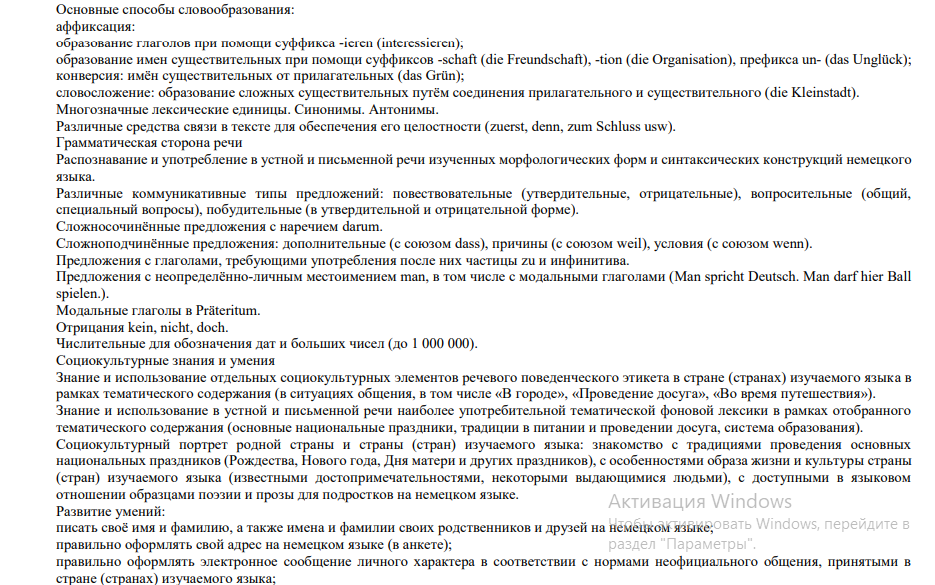 Основные способы словообразования:
аффиксация:
образование глаголов при помощи суффикса -ieren (interessieren);
образование имен существительных при помощи суффиксов -schaft (die Freundschaft), -tion (die Organisation), префикса un- (das Unglück);
конверсия: имён существительных от прилагательных (das Grün);
словосложение: образование сложных существительных путём соединения прилагательного и существительного (die Kleinstadt).
Многозначные лексические единицы. Синонимы. Антонимы.
Различные средства связи в тексте для обеспечения его целостности (zuerst, denn, zum Schluss usw).
Грамматическая сторона речи
Распознавание и употребление в устной и письменной речи изученных морфологических форм и синтаксических конструкций немецкого
языка.
Различные коммуникативные типы предложений: повествовательные (утвердительные, отрицательные), вопросительные (общий,
специальный вопросы), побудительные (в утвердительной и отрицательной форме).
Сложносочинённые предложения с наречием darum.
Сложноподчинённые предложения: дополнительные (с союзом dass), причины (с союзом weil), условия (с союзом wenn).
Предложения с глаголами, требующими употребления после них частицы zu и инфинитива.
Предложения с неопределённо-личным местоимением man, в том числе с модальными глаголами (Man spricht Deutsch. Man darf hier Ball
spielen.).
Модальные глаголы в Präteritum.
Отрицания kein, nicht, doch.
Числительные для обозначения дат и больших чисел (до 1 000 000).
Социокультурные знания и умения
Знание и использование отдельных социокультурных элементов речевого поведенческого этикета в стране (странах) изучаемого языка в
рамках тематического содержания (в ситуациях общения, в том числе «В городе», «Проведение досуга», «Во время путешествия»).
Знание и использование в устной и письменной речи наиболее употребительной тематической фоновой лексики в рамках отобранного
тематического содержания (основные национальные праздники, традиции в питании и проведении досуга, система образования).
Социокультурный портрет родной страны и страны (стран) изучаемого языка: знакомство с традициями проведения основных
национальных праздников (Рождества, Нового года, Дня матери и других праздников), с особенностями образа жизни и культуры страны
(стран) изучаемого языка (известными достопримечательностями, некоторыми выдающимися людьми), с доступными в языковом
отношении образцами поэзии и прозы для подростков на немецком языке.
Активация Windows
Развитие умений:
писать своё имя и фамилию, а также имена и фамилии своих родственников и друзей на немецком языке;
Чтобы активировать Windows, перейдите в
правильно оформлять свой адрес на немецком языке (в анкете);
раздел "Параметры".
правильно оформлять электронное сообщение личного характера в соответствии с нормами неофициального общения, принятыми в
стране (странах) изучаемого языка;